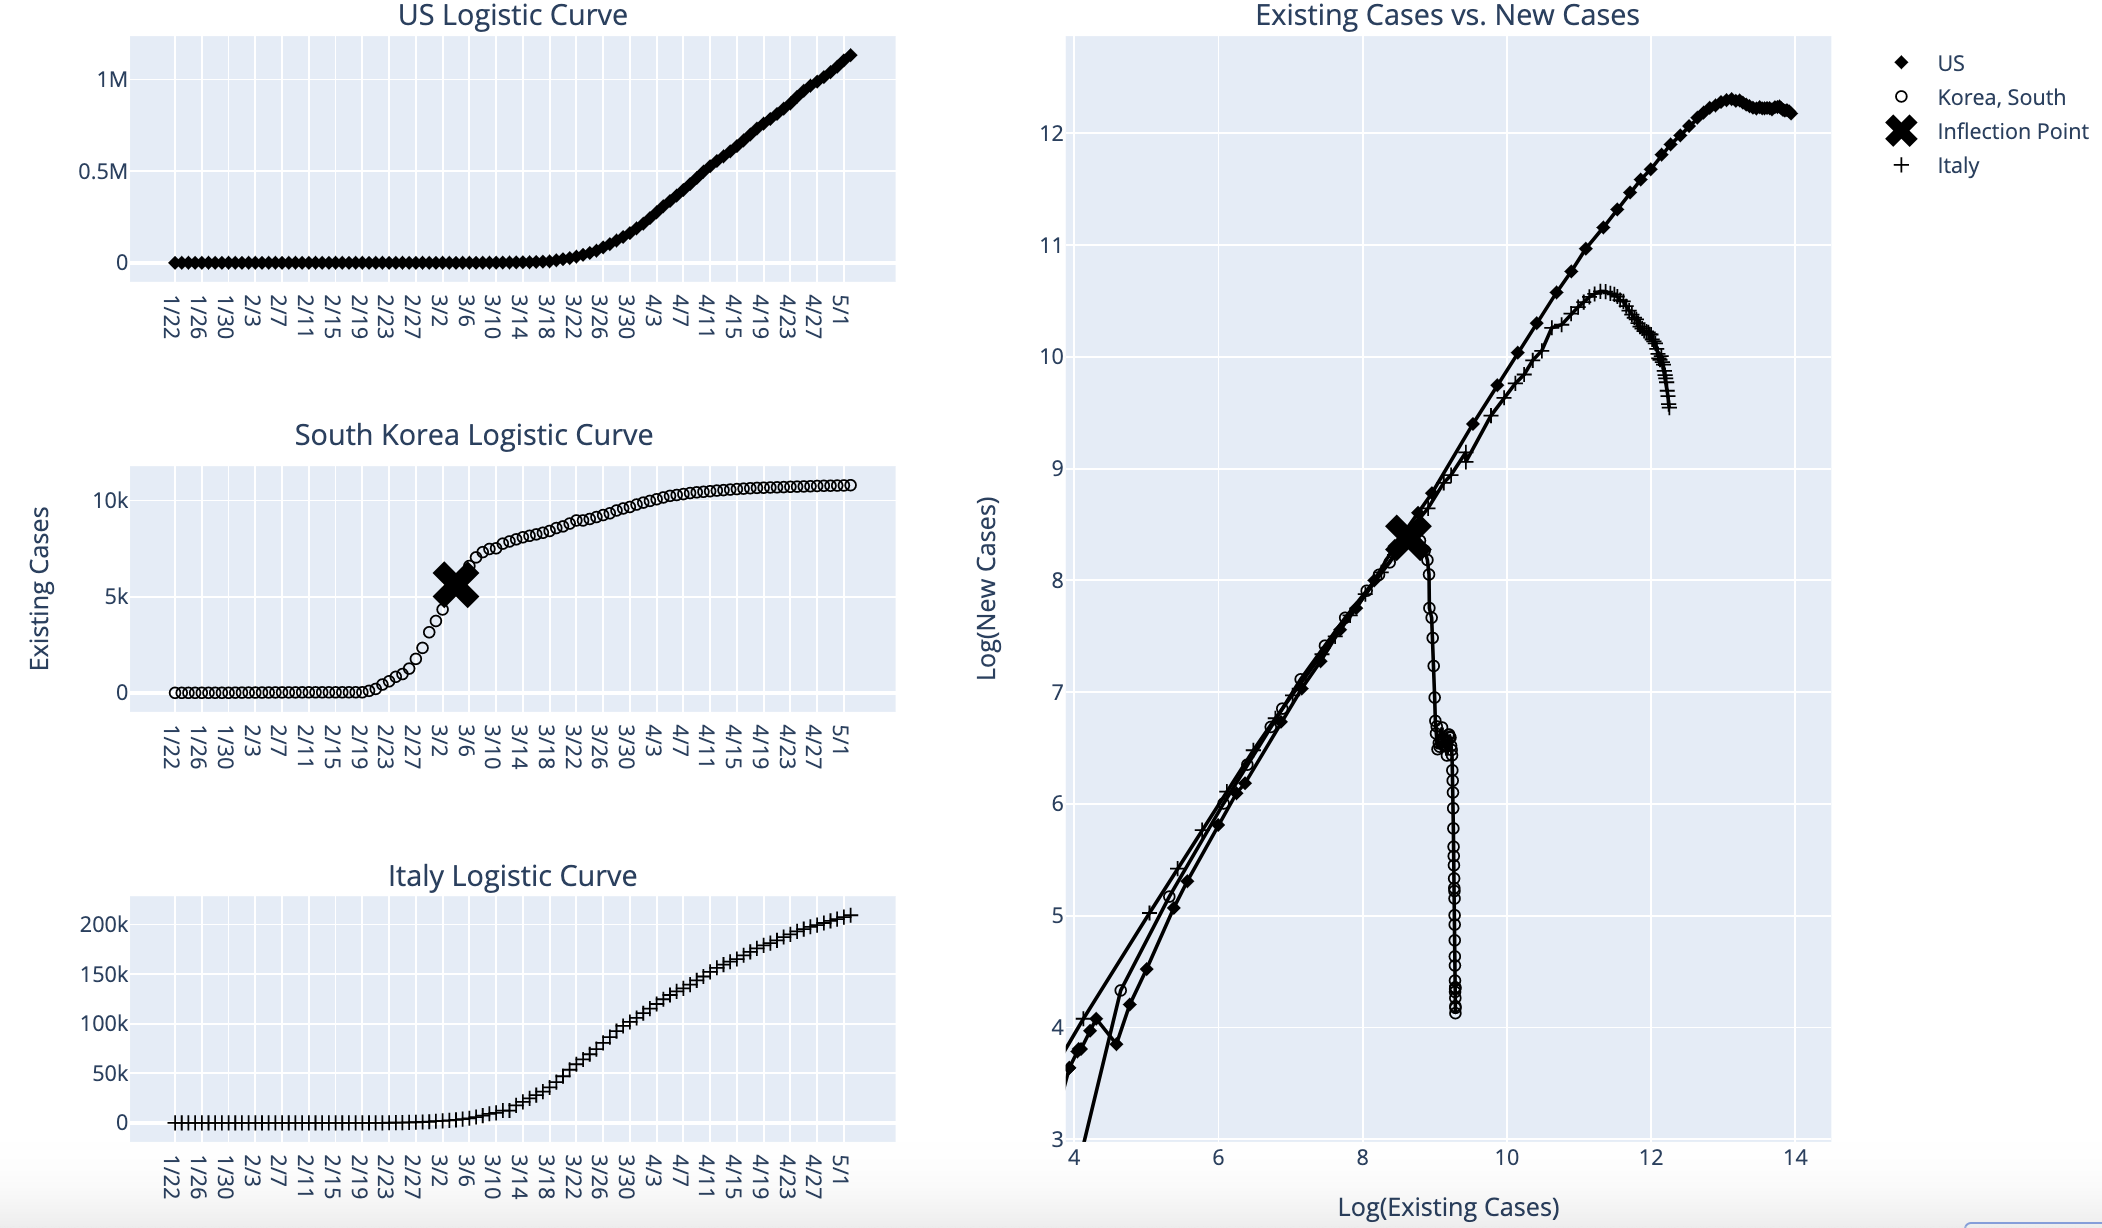 US Logistic Curve
1M
0.5M
0
1/22 1/26 1/30 2/3 2/7 2/11 2/15 2/19 2/23 2/27 3/2 3/6 3/10 3/14 3/18 3/22 3/26 3/30 4/3 4/7 4/11 4/15 4/19 4/23 4/27 5/1
South Korea Logistic Curve
Existing Cases
10k
5k
0
1/22 1/26 1/30 2/3 2/7 2/11 2/15 2/19 2/23 2/27 3/2 3/6 3/10 3/14 3/18 3/22 3/26 3/30 4/3 4/7 4/11 4/15 4/19 4/23 4/27 5/1
Italy Logistic Curve
200k
150k
100k
50k
0
1/22 1/26 1/30 2/3 2/7 2/11 2/15 2/19 2/23 2/27 3/2 3/6 3/10 3/14 3/18 3/22 3/26 3/30 4/3 4/7 4/11 4/15 4/19 4/23 4/27 5/1
Existing Cases vs. New Cases
Log(New Cases)
12
11
10
9
8
7
6
5
4
3
4 6 8 10 12 14
Log(Existing Cases)
US
Korea, South
Inflection Point
Italy